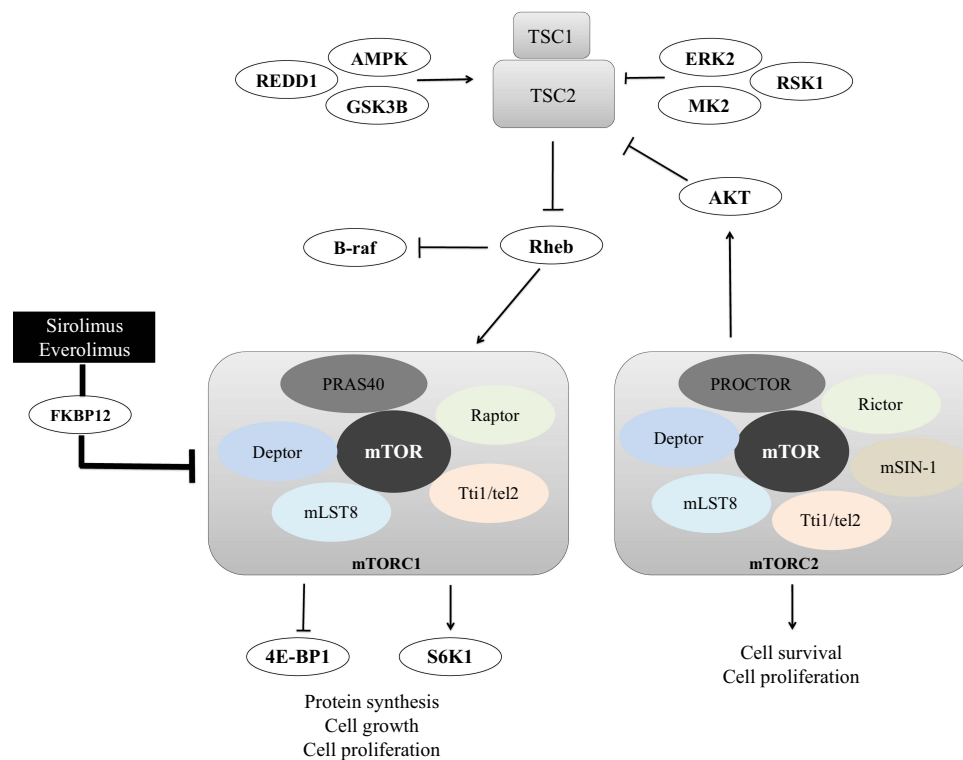 TSC1
TSC2
AMPK
REDD1
GSK3B
ERK2
RSK1
MK2
AKT
B-raf
Rheb
Sirolimus
Everolimus
FKBP12
PRAS40
Raptor
mTOR
Deptor
Tti1/tel2
mLST8
mTORC1
PROCTOR
Rictor
Deptor
mTOR
mSIN-1
mLST8
Tti1/tel2
mTORC2
4E-BP1
S6K1
Protein synthesis
Cell growth
Cell proliferation
Cell survival
Cell proliferation